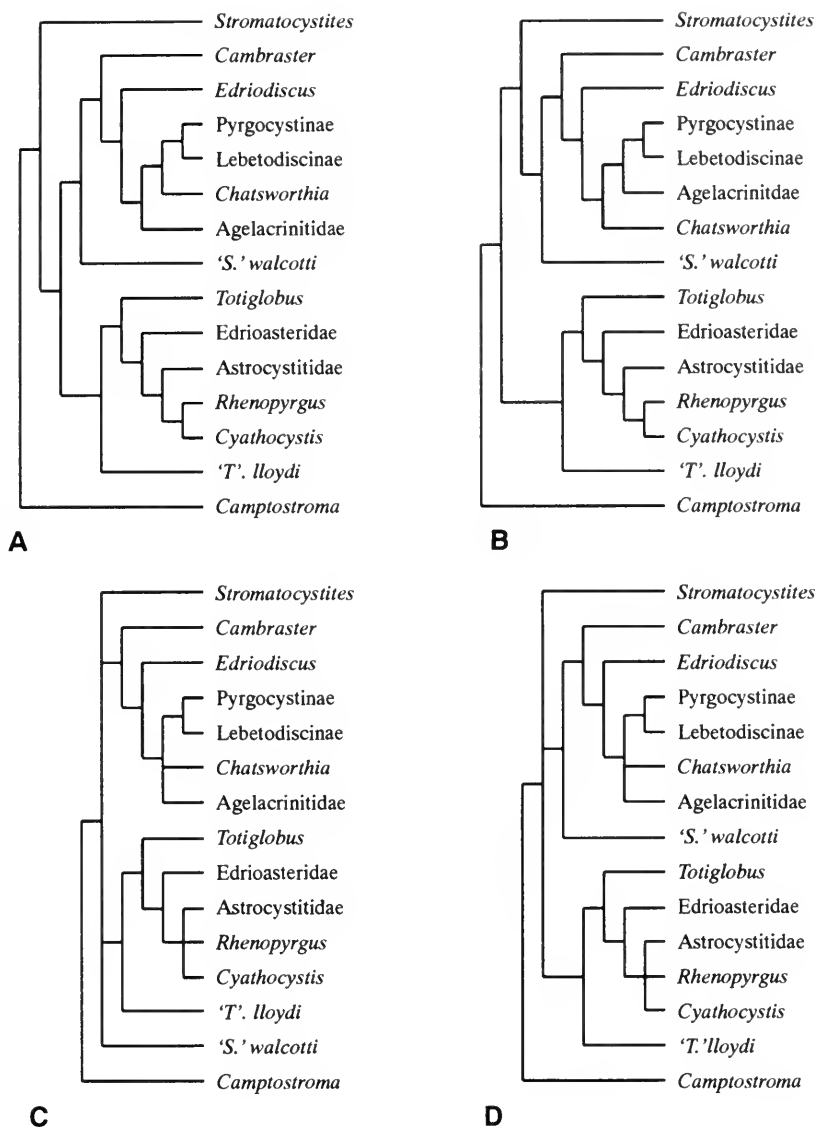 Stromatocystites
Cambraster
Edriodiscus
Pyrgocystinae
Lebetodiscinae
Chatsworthia
Agelacrinitidae
'S.' walcotti
Totiglobus
Edrioasteridae
Astrocystitidae
Rhenopyrgus
Cyathocystis
'T'. lloydi
Camptostroma
A
Stromatocystites
Cambraster
Edriodiscus
Pyrgocystinae
Lebetodiscinae
Agelacrinitdae
Chatsworthia
'S.' walcotti
Totiglobus
Edrioasteridae
Astrocystitidae
Rhenopyrgus
Cyathocystis
'T'. lloydi
Camptostroma
B
Stromatocystites
Cambraster
Edriodiscus
Pyrgocystinae
Lebetodiscinae
Chatsworthia
Agelacrinitidae
Totiglobus
Edrioasteridae
Astrocystitidae
Rhenopyrgus
Cyathocystis
'T'. lloydi
'S.' walcotti
Camptostroma
C
Stromatocystites
Cambraster
Edriodiscus
Pyrgocystinae
Lebetodiscinae
Chatsworthia
Agelacrinitidae
'S.' walcotti
Totiglobus
Edrioasteridae
Astrocystitidae
Rhenopyrgus
Cyathocystis
'T.'lloydi
Camptostroma
D